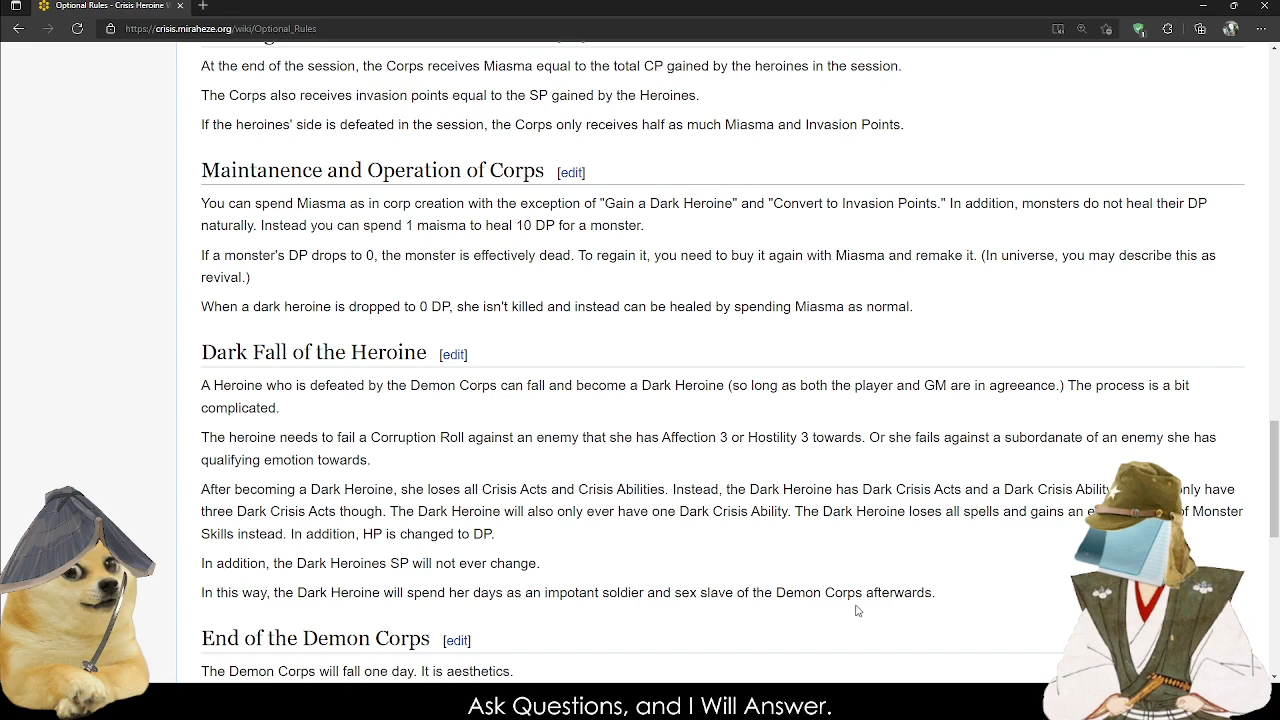 Optional Rules - Crisis Heroine
https://crisis.miraheze.org/wiki/Optional_Rules
At the end of the session, the Corps receives Miasma equal to the total CP gained by the heroines in the session.
The Corps also receives invasion points equal to the SP gained by the Heroines.
If the heroines' side is defeated in the session, the Corps only receives half as much Miasma and Invasion Points.
Maintanence and Operation of Corps [edit]
You can spend Miasma as in corp creation with the exception of "Gain a Dark Heroine" and "Convert to Invasion Points." In addition, monsters do not heal their DP
naturally. Instead you can spend 1 maisma to heal 10 DP for a monster.
If a monster's DP drops to 0, the monster is effectively dead. To regain it, you need to buy it again with Miasma and remake it. (In universe, you may describe this as
revival.)
When a dark heroine is dropped to 0 DP, she isn't killed and instead can be healed by spending Miasma as normal.
Dark Fall of the Heroine [edit]
A Heroine who is defeated by the Demon Corps can fall and become a Dark Heroine (so long as both the player and GM are in agreeance.) The process is a bit
complicated.
The heroine needs to fail a Corruption Roll against an enemy that she has Affection 3 or Hostility 3 towards. Or she fails against a subordanate of an enemy she has
qualifying emotion towards.
After becoming a Dark Heroine, she loses all Crisis Acts and Crisis Abilities. Instead, the Dark Heroine has Dark Crisis Acts and a Dark Crisis Ability only have
three Dark Crisis Acts though. The Dark Heroine will also only ever have one Dark Crisis Ability. The Dark Heroine loses all spells and gains an of Monster
Skills instead. In addition, HP is changed to DP.
In addition, the Dark Heroines SP will not ever change.
In this way, the Dark Heroine will spend her days as an impotant soldier and sex slave of the Demon Corps afterwards.
End of the Demon Corps [edit]
The Demon Corps will fall one day. It is aesthetics.
Ask Questions, and I Will Answer.